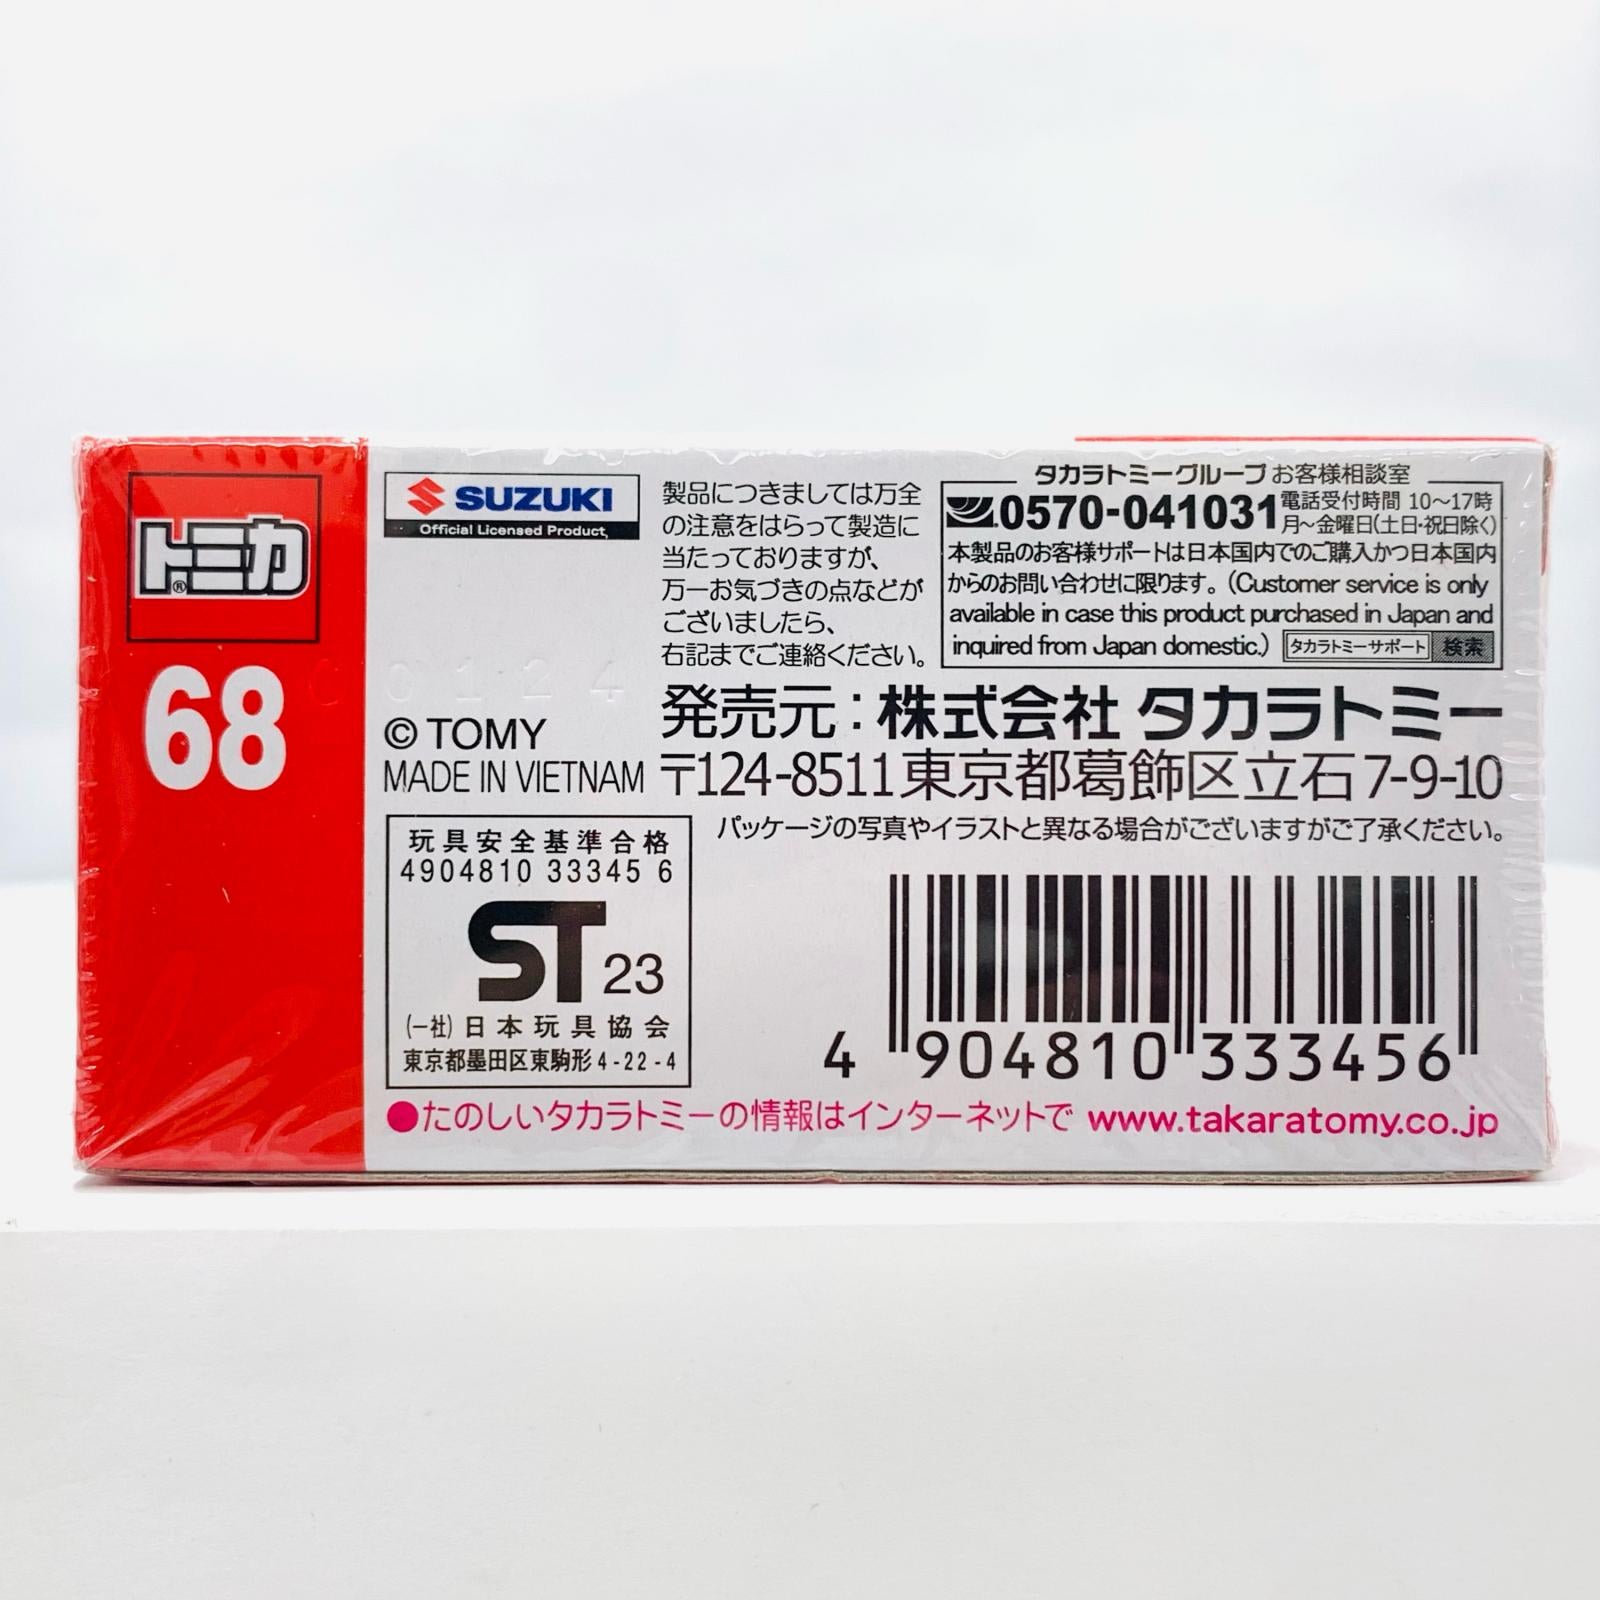 トミカ®
68
SUZUKI
Official Licensed Product
00124
© TOMY
MADE IN VIETNAM
製品につきましては万全
の注意をはらって製造に
当たっておりますが、
万一お気づきの点などが
ございましたら、
右記までご連絡ください。
タカラトミーグループ お客様相談室
0570-041031
電話受付時間 10〜17時
月〜金曜日(土日・祝日除く)
本製品のお客様サポートは日本国内でのご購入かつ日本国内
からのお問い合わせに限ります。(Customer service is only
available in case this product purchased in Japan and
inquired from Japan domestic.) タカラトミーサポート 検索
発売元:株式会社 タカラトミー
〒124-8511 東京都葛飾区立石7-9-10
パッケージの写真やイラストと異なる場合がございますがご了承ください。
玩具安全基準合格
4904810 33345 6
ST 23
(一社)日本玩具協会
東京都墨田区東駒形4-22-4
4 904810 333456
●たのしいタカラトミーの情報はインターネットで www.takaratomy.co.jp